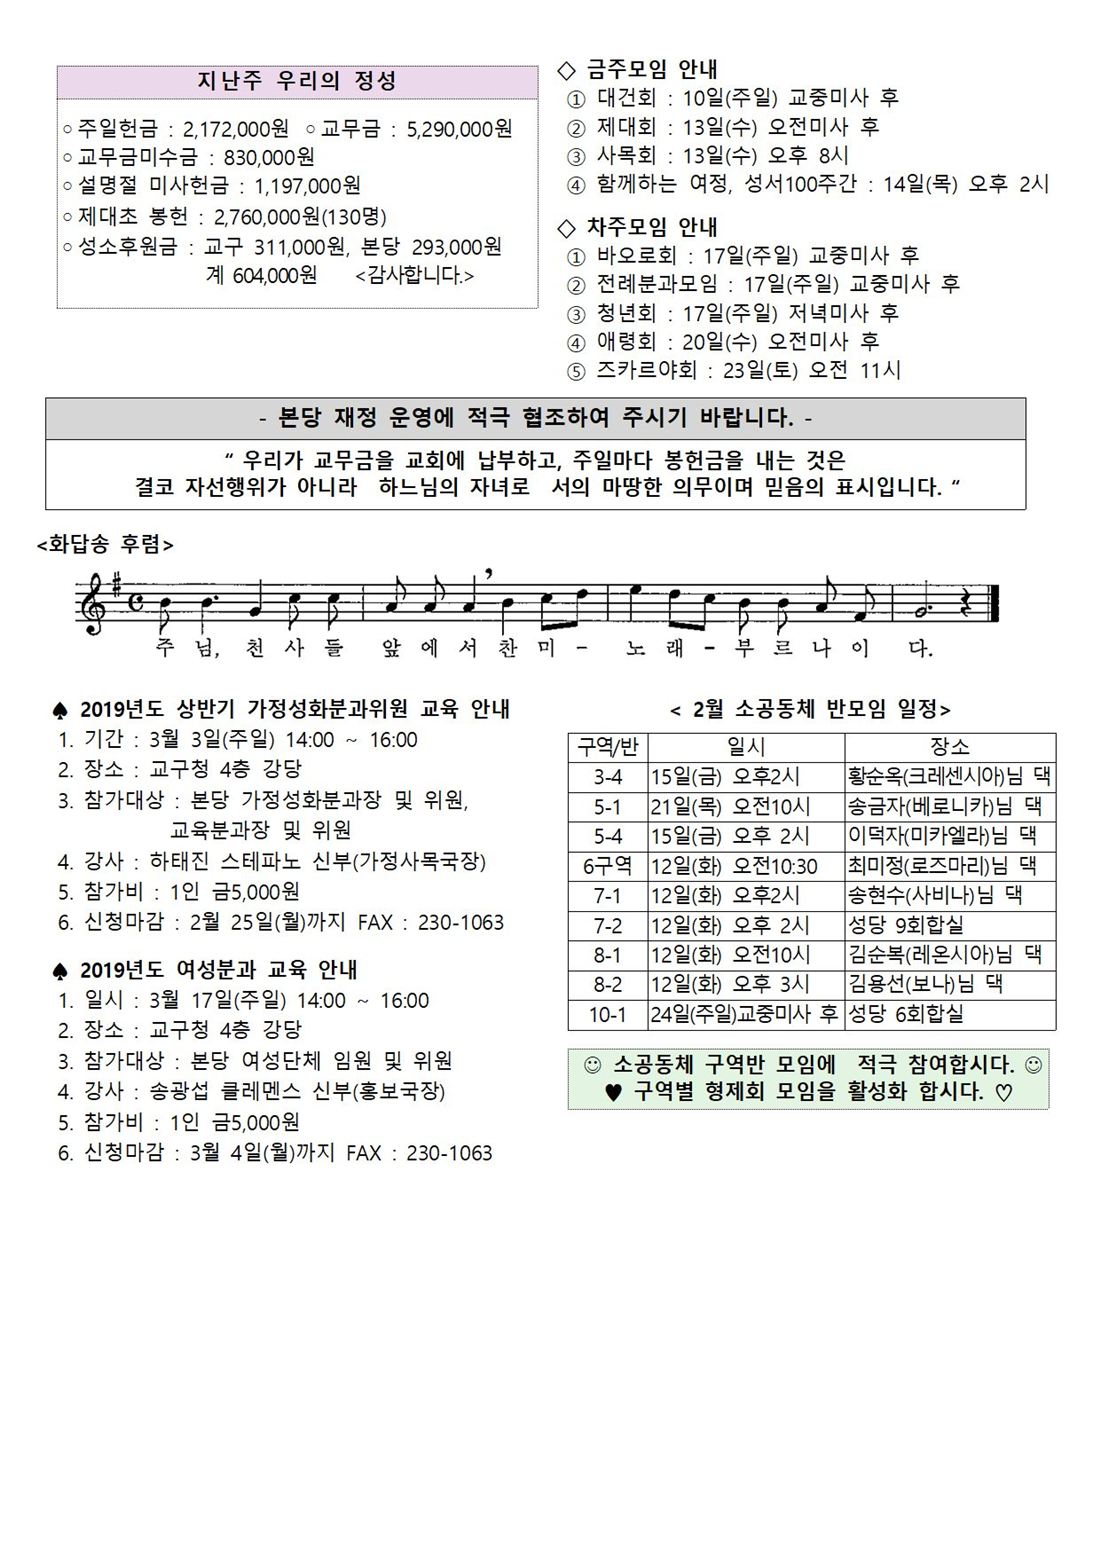 지난주 우리의 정성
○ 주일헌금 : 2,172,000원 ○ 교무금 : 5,290,000원
○ 교무금미수금 : 830,000원
○ 설명절 미사헌금 : 1,197,000원
○ 제대초 봉헌 : 2,760,000원(130명)
○ 성소후원금 : 교구 311,000원, 본당 293,000원
계 604,000원 <감사합니다.>
◇ 금주모임 안내
① 대건회 : 10일(주일) 교중미사 후
② 제대회 : 13일(수) 오전미사 후
③ 사목회 : 13일(수) 오후 8시
④ 함께하는 여정, 성서100주간 : 14일(목) 오후 2시
◇ 차주모임 안내
① 바오로회 : 17일(주일) 교중미사 후
② 전례분과모임 : 17일(주일) 교중미사 후
③ 청년회 : 17일(주일) 저녁미사 후
④ 애령회 : 20일(수) 오전미사 후
⑤ 즈카르야회 : 23일(토) 오전 11시
- 본당 재정 운영에 적극 협조하여 주시기 바랍니다. -
“ 우리가 교무금을 교회에 납부하고, 주일마다 봉헌금을 내는 것은
결코 자선행위가 아니라 하느님의 자녀로 서의 마땅한 의무이며 믿음의 표시입니다. “
<화답송 후렴>
주 님, 천 사 들 앞 에 서 찬 미 - 노 래 - 부 르 나 이 다.
♠ 2019년도 상반기 가정성화분과위원 교육 안내
1. 기간 : 3월 3일(주일) 14:00 ~ 16:00
2. 장소 : 교구청 4층 강당
3. 참가대상 : 본당 가정성화분과장 및 위원,
교육분과장 및 위원
4. 강사 : 하태진 스테파노 신부(가정사목국장)
5. 참가비 : 1인 금5,000원
6. 신청마감 : 2월 25일(월)까지 FAX : 230-1063
♠ 2019년도 여성분과 교육 안내
1. 일시 : 3월 17일(주일) 14:00 ~ 16:00
2. 장소 : 교구청 4층 강당
3. 참가대상 : 본당 여성단체 임원 및 위원
4. 강사 : 송광섭 클레멘스 신부(홍보국장)
5. 참가비 : 1인 금5,000원
6. 신청마감 : 3월 4일(월)까지 FAX : 230-1063
< 2월 소공동체 반모임 일정>
구역/반 일시 장소
3-4 15일(금) 오후2시 황순옥(크레센시아)님 댁
5-1 21일(목) 오전10시 송금자(베로니카)님 댁
5-4 15일(금) 오후 2시 이덕자(미카엘라)님 댁
6구역 12일(화) 오전10:30 최미정(로즈마리)님 댁
7-1 12일(화) 오후2시 송현수(사비나)님 댁
7-2 12일(화) 오후 2시 성당 9회합실
8-1 12일(화) 오전10시 김순복(레온시아)님 댁
8-2 12일(화) 오후 3시 김용선(보나)님 댁
10-1 24일(주일)교중미사 후 성당 6회합실
☺ 소공동체 구역반 모임에 적극 참여합시다. ☺
♥ 구역별 형제회 모임을 활성화 합시다. ♡